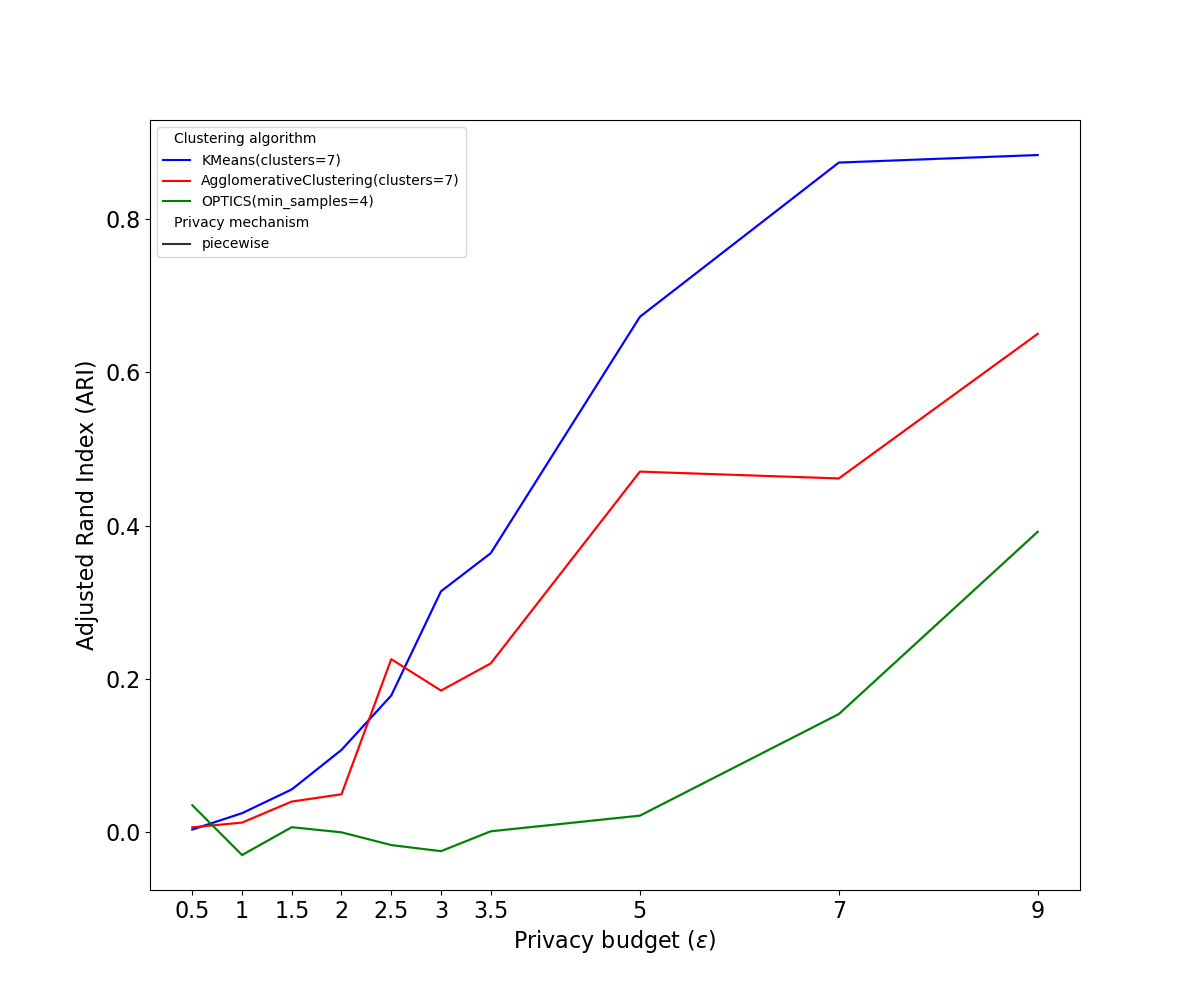 Clustering algorithm
KMeans(clusters=7)
AgglomerativeClustering(clusters=7)
OPTICS(min_samples=4)
Privacy mechanism
piecewise
Adjusted Rand Index (ARI)
0.8
0.6
0.4
0.2
0.0
0.5 1 1.5 2 2.5 3 3.5 5 7 9
Privacy budget (ε)